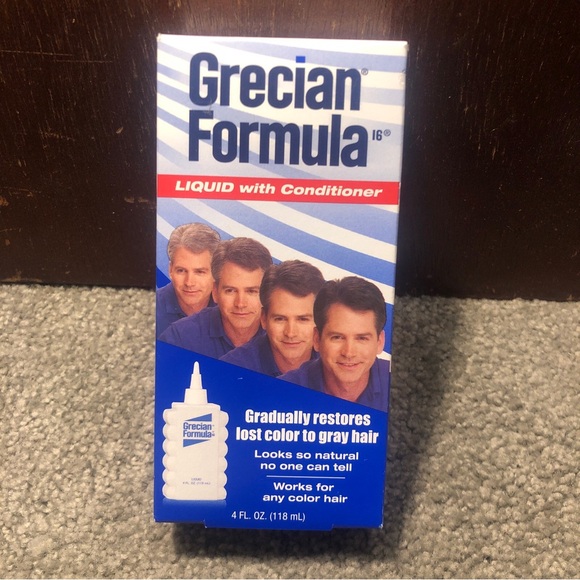 Grecian®
Formula 16®
LIQUID with Conditioner
Gradually restores
lost color to gray hair
Looks so natural
no one can tell
Works for
any color hair
Grecian
Formula
4 FL. OZ. (118 mL)